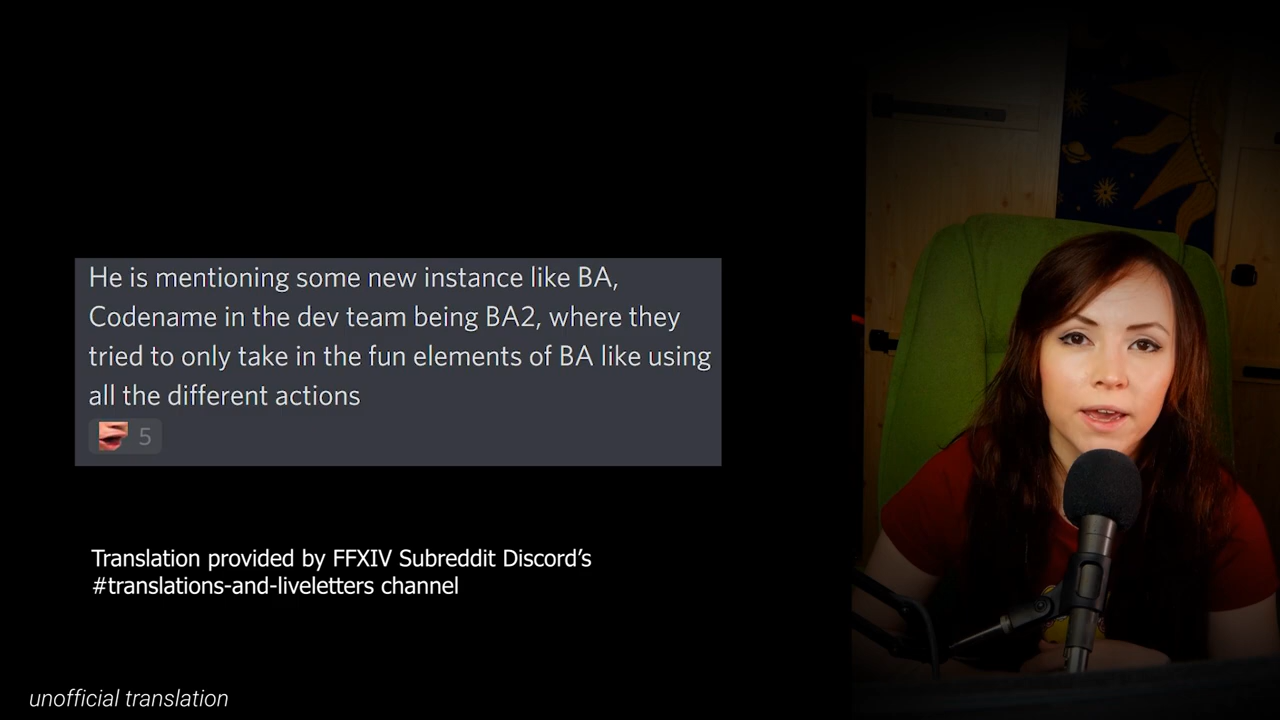 He is mentioning some new instance like BA,
Codename in the dev team being BA2, where they
tried to only take in the fun elements of BA like using
all the different actions
5
Translation provided by FFXIV Subreddit Discord’s
#translations-and-liveletters channel
unofficial translation